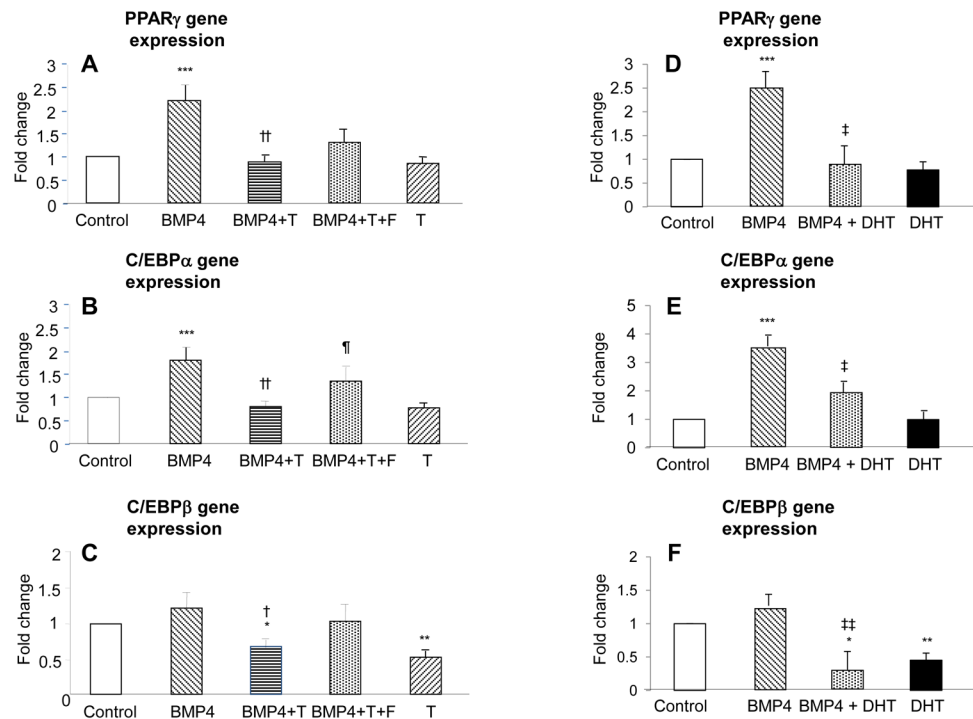 PPARγ gene
expression
A
Fold change
3
2.5
2
1.5
1
0.5
0
***
††
Control BMP4 BMP4+T BMP4+T+F T
PPARγ gene
expression
D
Fold change
3
2.5
2
1.5
1
0.5
0
***
‡
Control BMP4 BMP4 + DHT DHT
C/EBPα gene
expression
B
Fold change
3
2.5
2
1.5
1
0.5
0
***
††
¶
Control BMP4 BMP4+T BMP4+T+F T
C/EBPα gene
expression
E
Fold change
5
4
3
2
1
0
***
‡
Control BMP4 BMP4 + DHT DHT
C/EBPβ gene
expression
C
Fold change
2
1.5
1
0.5
0
†
*
**
Control BMP4 BMP4+T BMP4+T+F T
C/EBPβ gene
expression
F
Fold change
2
1.5
1
0.5
0
‡‡
*
**
Control BMP4 BMP4 + DHT DHT